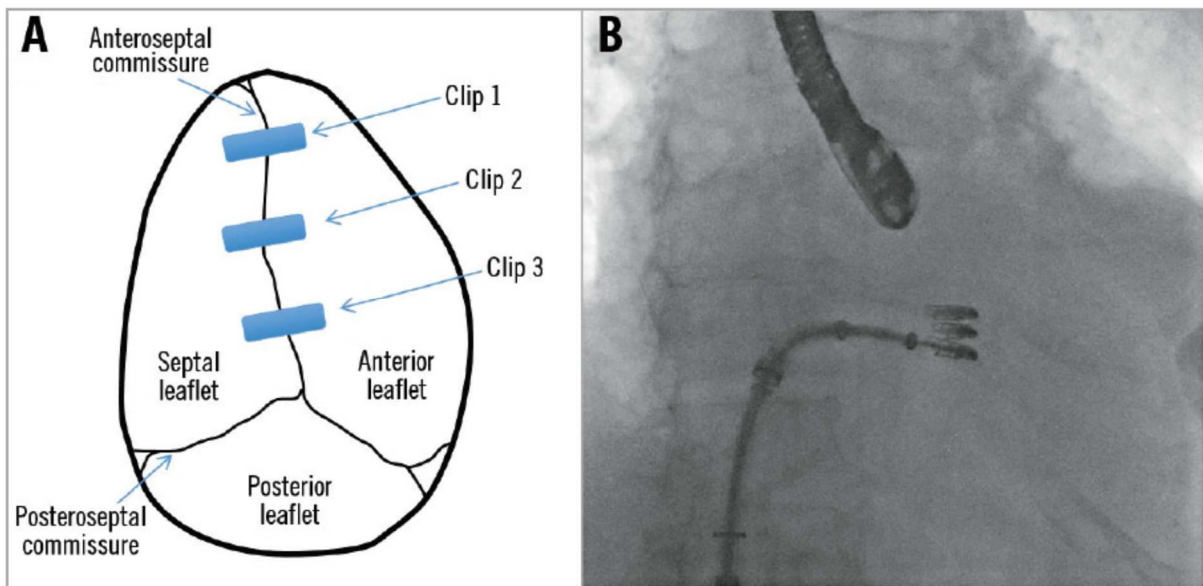 A
Anteroseptal
commissure
Clip 1
Clip 2
Clip 3
Septal
leaflet
Anterior
leaflet
Posterior
leaflet
Posteroseptal
commissure
B